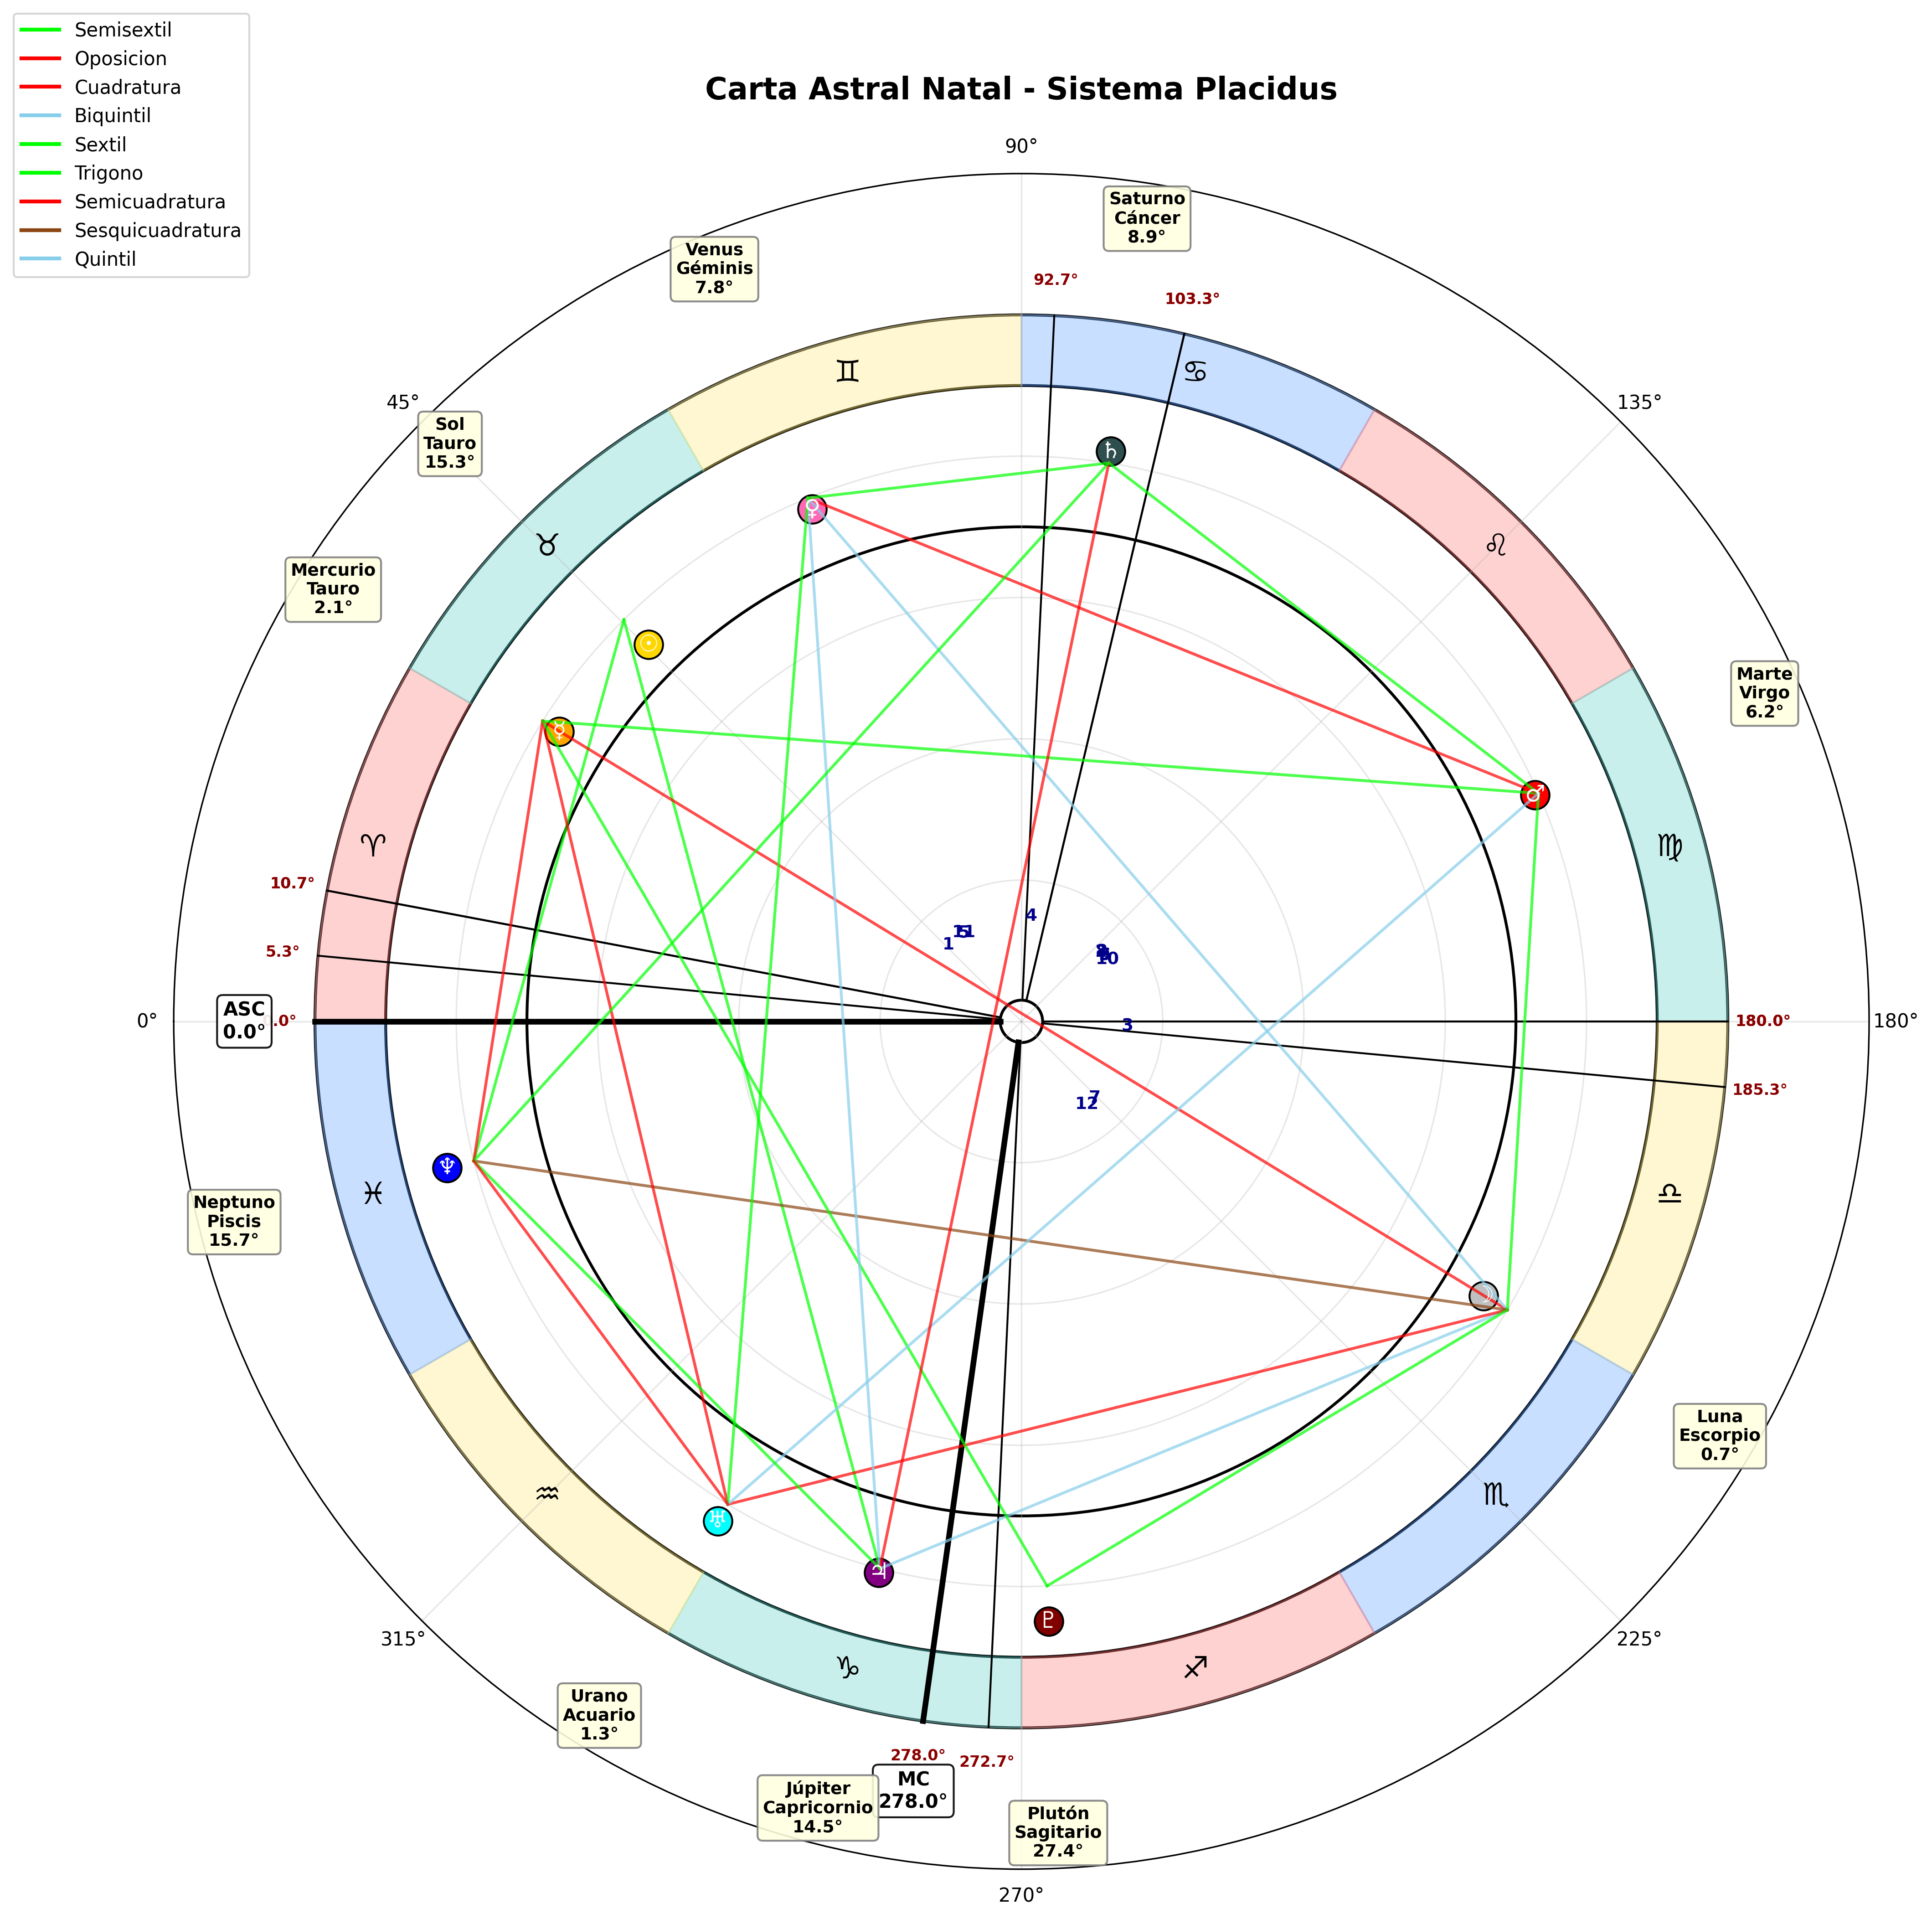 Semisextil
Oposicion
Cuadratura
Biquintil
Sextil
Trigono
Semicuadratura
Sesquicuadratura
Quintil
Carta Astral Natal - Sistema Placidus
90°
Saturno
Cáncer
8.9°
Venus
Géminis
7.8°
92.7°
103.3°
♊
♋
45°
135°
Sol
Tauro
15.3°
♄
♀
♉
♌
Mercurio
Tauro
2.1°
☉
Marte
Virgo
6.2°
☿
♂
♈
♍
10.7°
5.3°
4
1
11
10
0°
ASC
0.0°
.0°
3
180.0°
180°
185.3°
7
12
♆
♓
♎
Neptuno
Piscis
15.7°
Luna
Escorpio
0.7°
♒
♏
♅
♃
♇
315°
225°
♑
♐
Urano
Acuario
1.3°
278.0°
272.7°
MC
278.0°
Júpiter
Capricornio
14.5°
Plutón
Sagitario
27.4°
270°